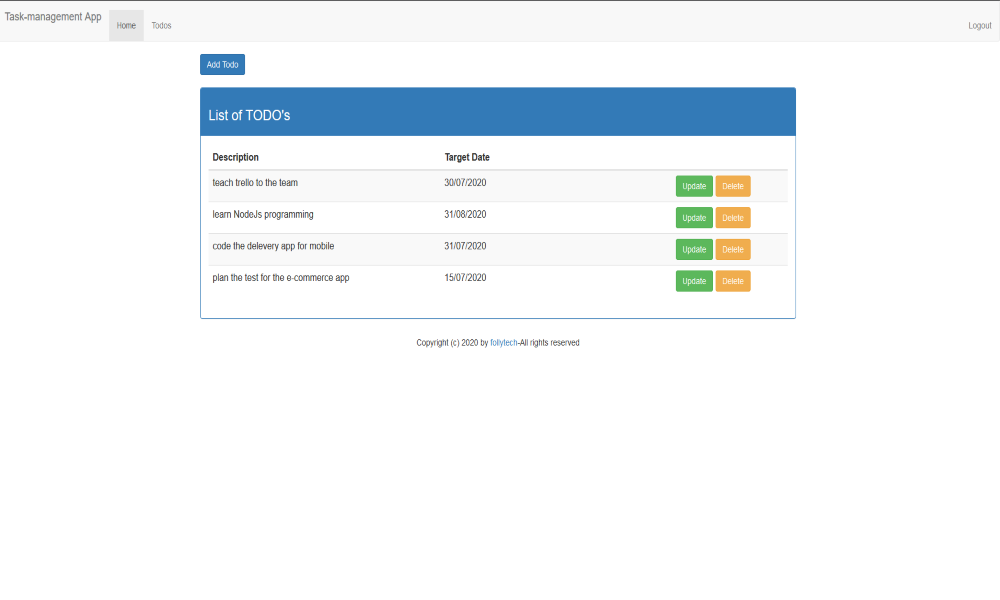 Task-management App Home Todos Logout
Add Todo
List of TODO's
Description Target Date
teach trello to the team 30/07/2020 Update Delete
learn NodeJs programming 31/08/2020 Update Delete
code the delevery app for mobile 31/07/2020 Update Delete
plan the test for the e-commerce app 15/07/2020 Update Delete
Copyright (c) 2020 by follytech-All rights reserved